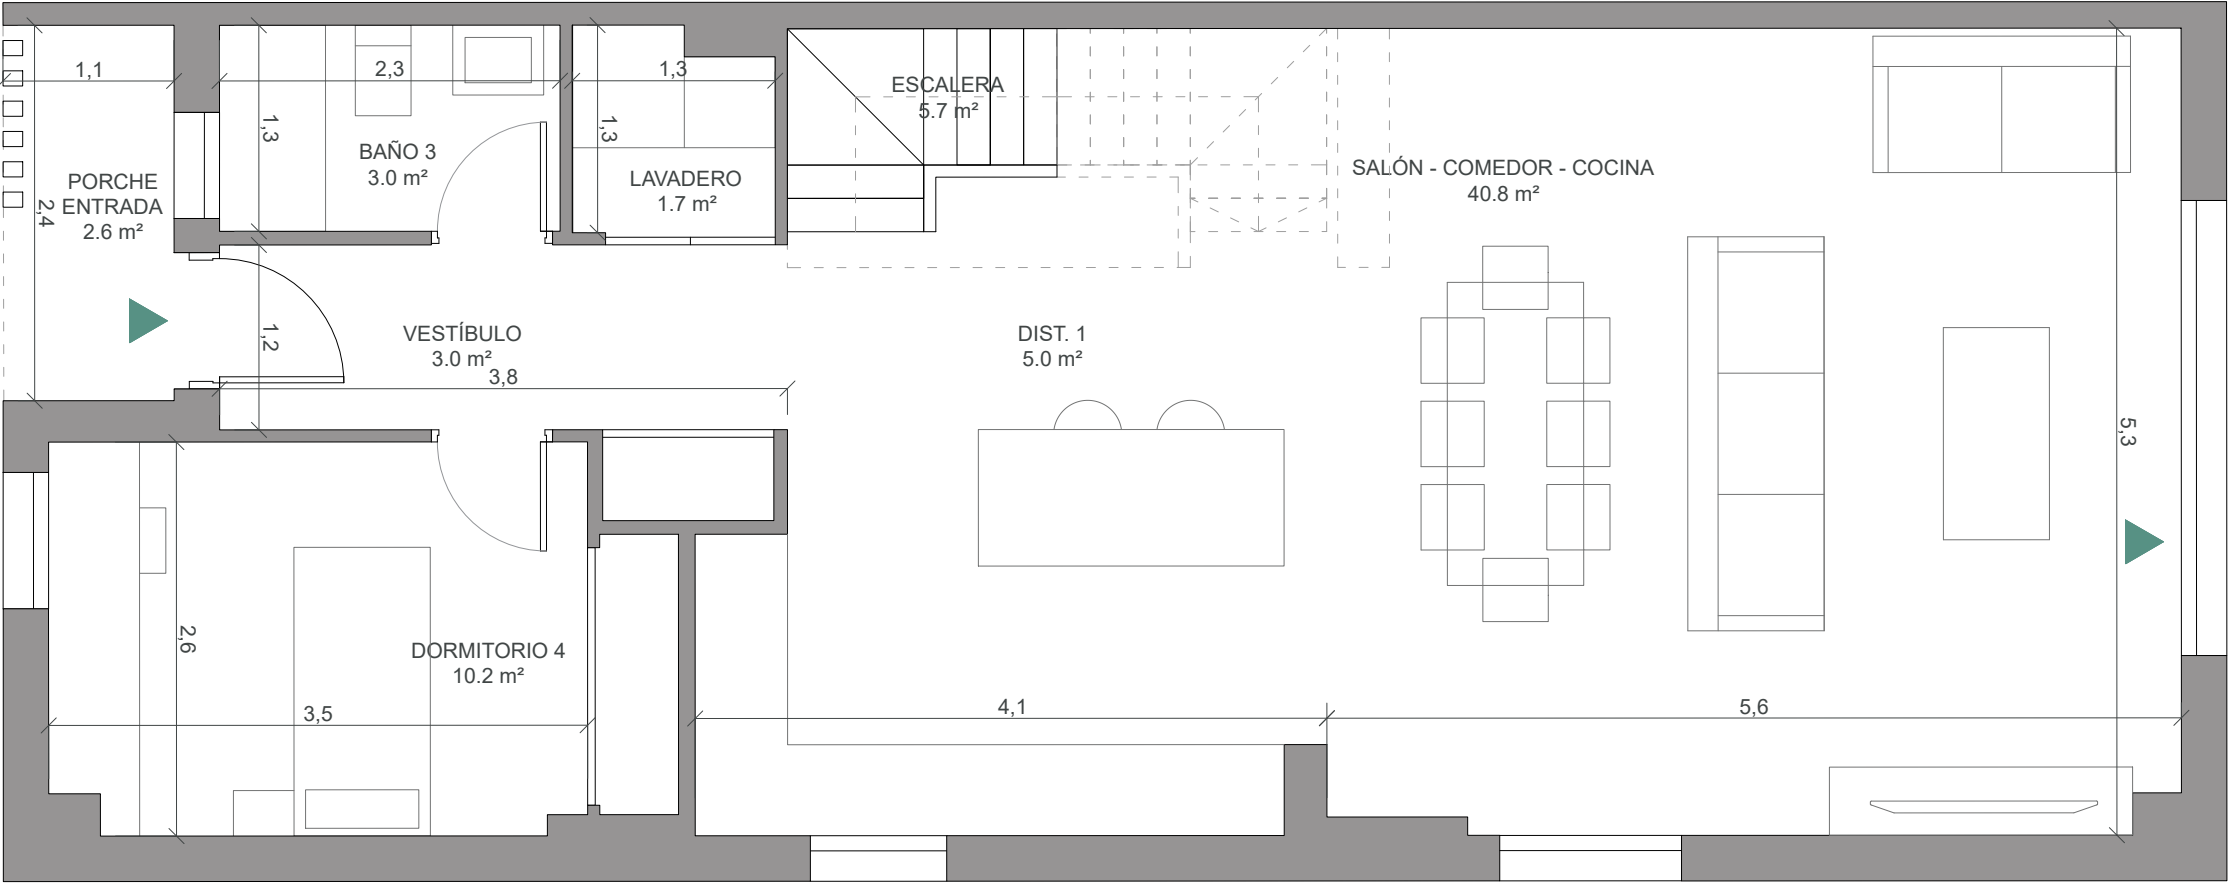 1,1
2,3
1,3
ESCALERA
5.7 m²
1,3
1,3
BAÑO 3
3.0 m²
SALÓN - COMEDOR - COCINA
40.8 m²
PORCHE
ENTRADA
2.6 m²
2,4
LAVADERO
1.7 m²
1,2
VESTÍBULO
3.0 m²
3,8
DIST. 1
5.0 m²
5,3
2,6
DORMITORIO 4
10.2 m²
3,5
4,1
5,6